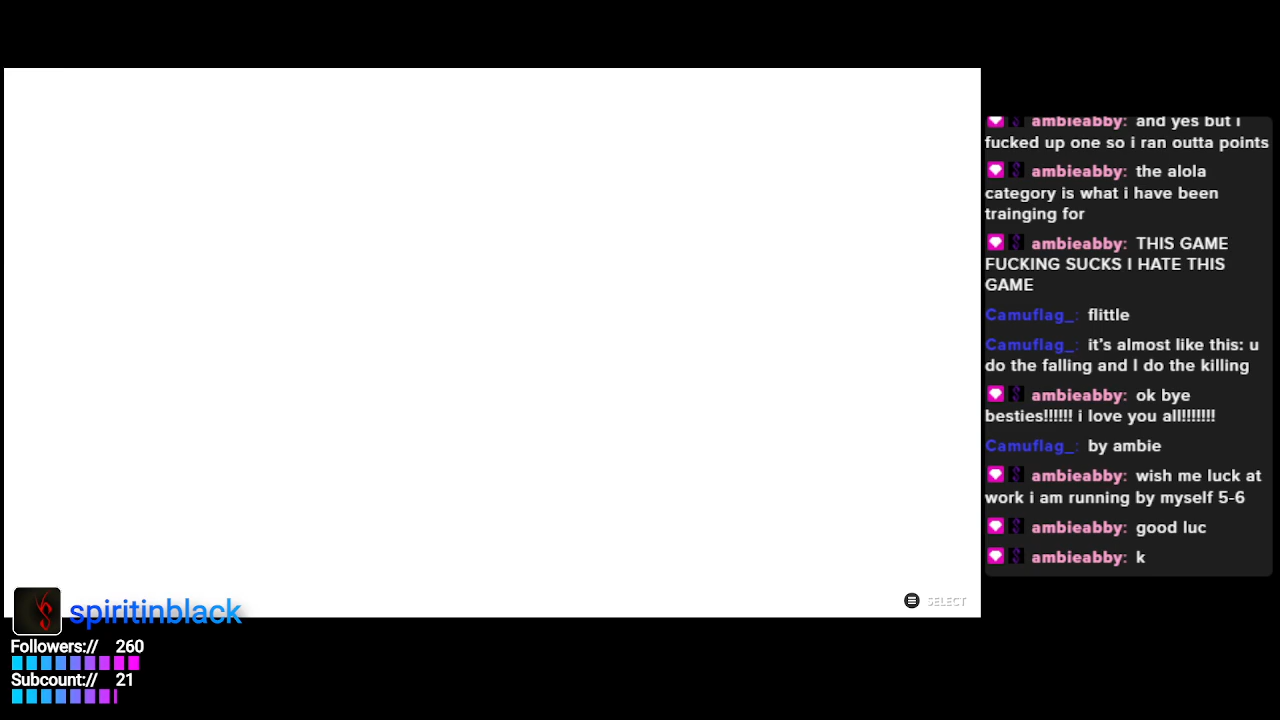 ambieabby: and yes but i
fucked up one so i ran outta points
ambieabby: the alola
category is what i have been
trainging for
ambieabby: THIS GAME
FUCKING SUCKS I HATE THIS
GAME
Camuflag_: flittle
Camuflag_: it's almost like this: u
do the falling and I do the killing
ambieabby: ok bye
besties!!!!!! i love you all!!!!!!!
Camuflag_: by ambie
ambieabby: wish me luck at
work i am running by myself 5-6
ambieabby: good luc
ambieabby: k
SELECT
spiritinblack
Followers:// 260
Subcount:// 21